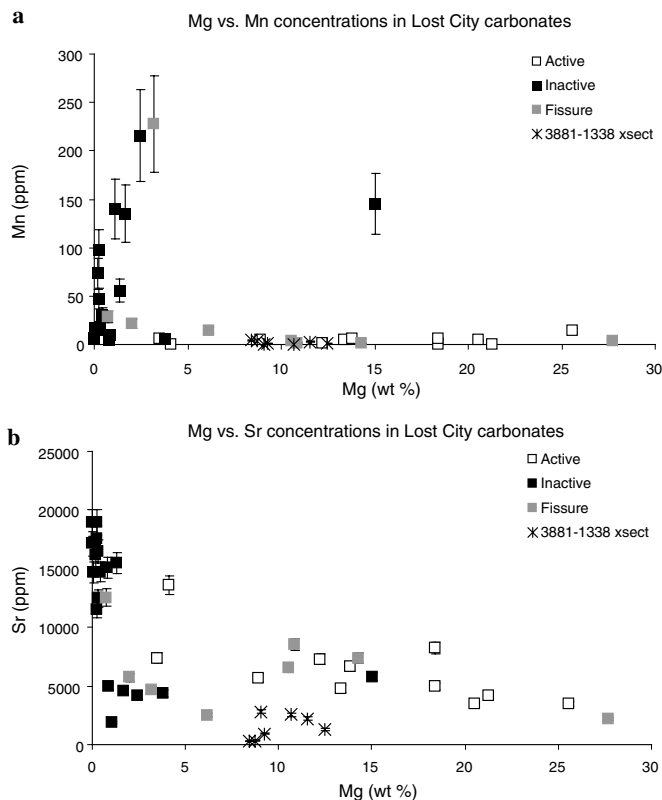 a
Mg vs. Mn concentrations in Lost City carbonates
Active
Inactive
Fissure
3881-1338 xsect
300
250
200
150
100
50
0
Mn (ppm)
0 5 10 15 20 25 30
Mg (wt %)
b
Mg vs. Sr concentrations in Lost City carbonates
Active
Inactive
Fissure
3881-1338 xsect
25000
20000
15000
10000
5000
0
Sr (ppm)
0 5 10 15 20 25 30
Mg (wt %)